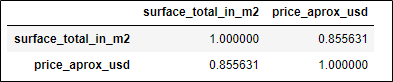 surface_total_in_m2 price_aprox_usd
surface_total_in_m2 1.000000 0.855631
price_aprox_usd 0.855631 1.000000